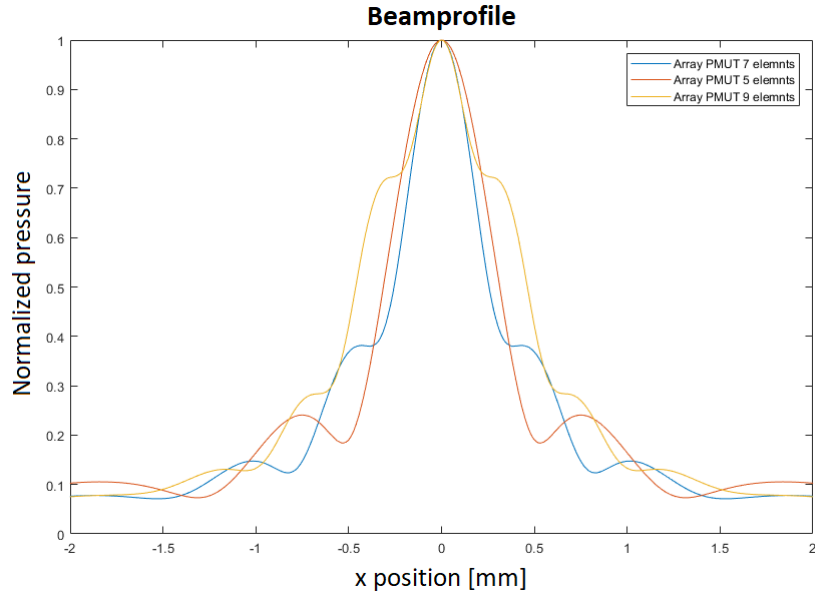 Beamprofile
Array PMUT 7 elemnts
Array PMUT 5 elemnts
Array PMUT 9 elemnts
Normalized pressure
1
0.9
0.8
0.7
0.6
0.5
0.4
0.3
0.2
0.1
0
-2 -1.5 -1 -0.5 0 0.5 1 1.5 2
x position [mm]